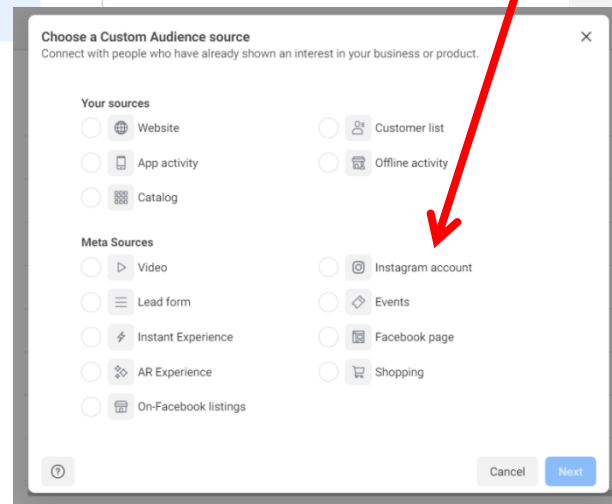 Choose a Custom Audience source
Connect with people who have already shown an interest in your business or product.
Your sources
Website
Customer list
App activity
Offline activity
Catalog
Meta Sources
Video
Instagram account
Lead form
Events
Instant Experience
Facebook page
AR Experience
Shopping
On-Facebook listings
Cancel
Next